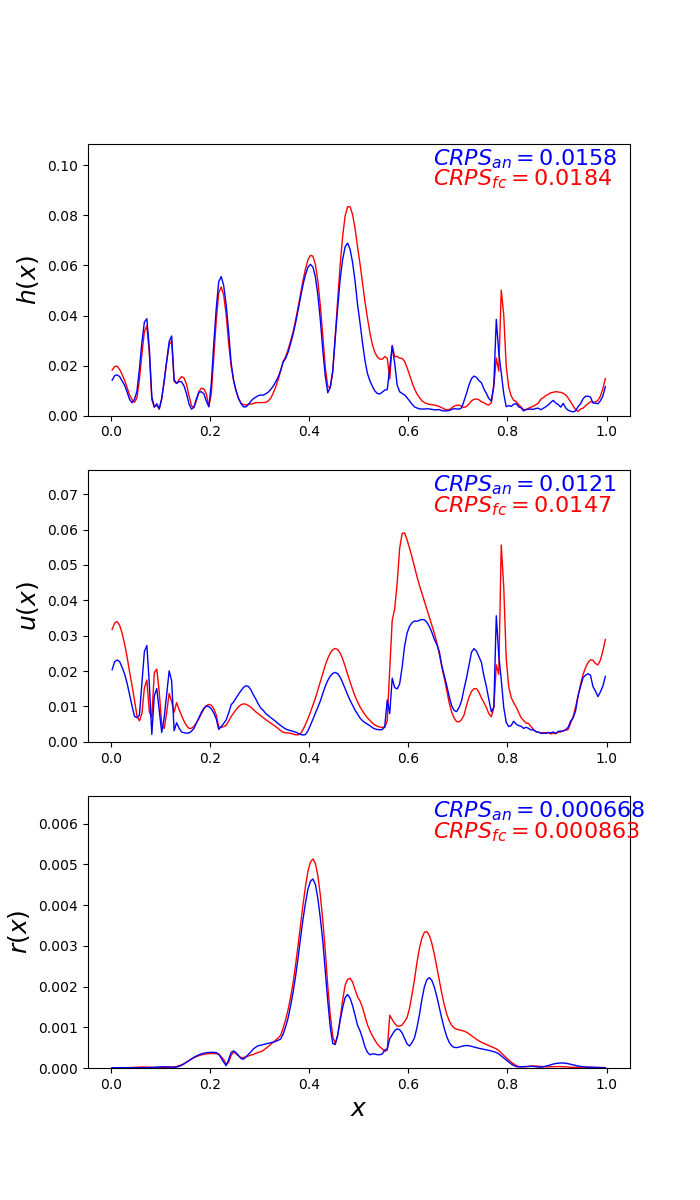 CRPS_an = 0.0158
CRPS_fc = 0.0184
h(x)
0.10
0.08
0.06
0.04
0.02
0.00
0.0 0.2 0.4 0.6 0.8 1.0
CRPS_an = 0.0121
CRPS_fc = 0.0147
u(x)
0.07
0.06
0.05
0.04
0.03
0.02
0.01
0.00
0.0 0.2 0.4 0.6 0.8 1.0
CRPS_an = 0.000668
CRPS_fc = 0.000863
r(x)
0.006
0.005
0.004
0.003
0.002
0.001
0.000
0.0 0.2 0.4 0.6 0.8 1.0
x